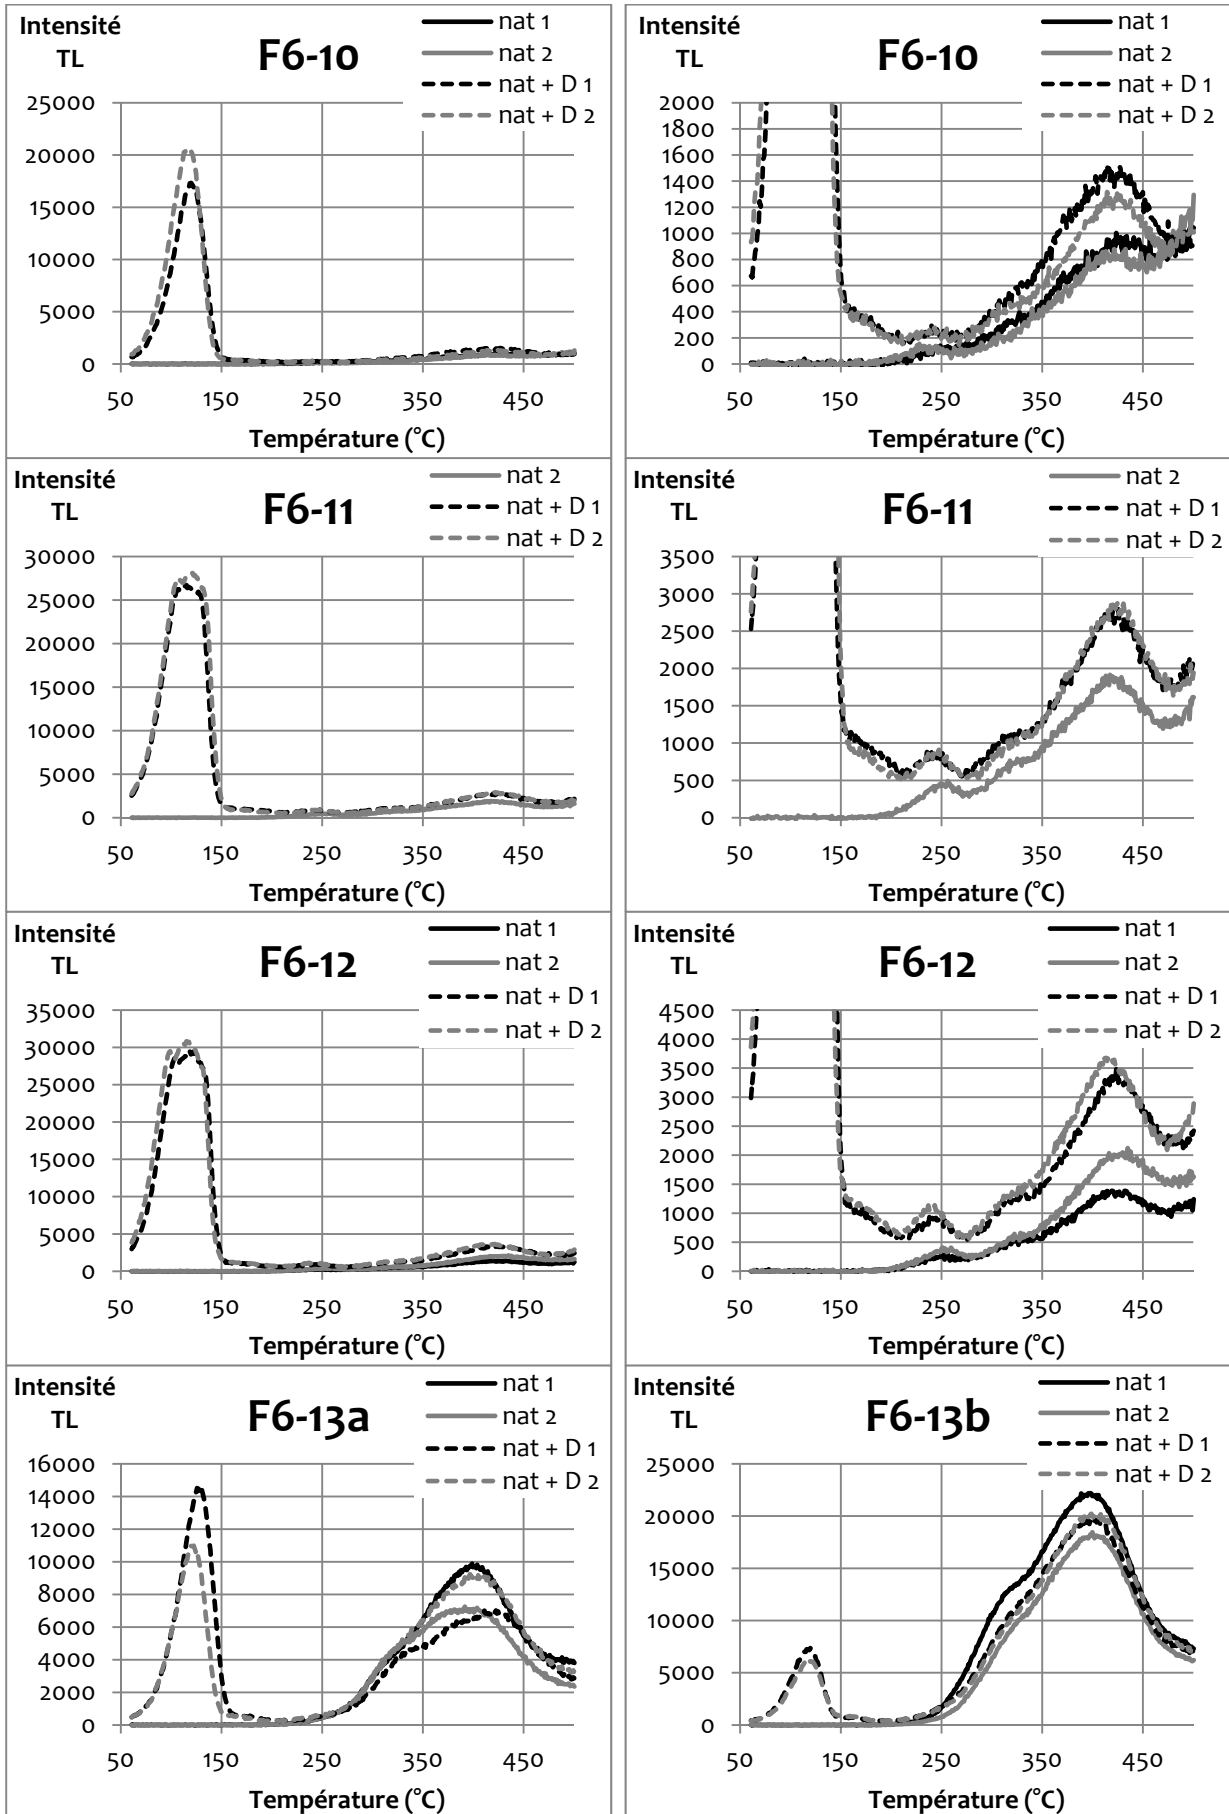 Intensité
TL
F6-10
nat 1
nat 2
nat + D 1
nat + D 2
25000
20000
15000
10000
5000
0
50 150 250 350 450
Température (°C)
Intensité
TL
F6-10
nat 1
nat 2
nat + D 1
nat + D 2
2000
1800
1600
1400
1200
1000
800
600
400
200
0
50 150 250 350 450
Température (°C)
Intensité
TL
F6-11
nat 2
nat + D 1
nat + D 2
30000
25000
20000
15000
10000
5000
0
50 150 250 350 450
Température (°C)
Intensité
TL
F6-11
nat 2
nat + D 1
nat + D 2
3500
3000
2500
2000
1500
1000
500
0
50 150 250 350 450
Température (°C)
Intensité
TL
F6-12
nat 1
nat 2
nat + D 1
nat + D 2
35000
30000
25000
20000
15000
10000
5000
0
50 150 250 350 450
Température (°C)
Intensité
TL
F6-12
nat 1
nat 2
nat + D 1
nat + D 2
4500
4000
3500
3000
2500
2000
1500
1000
500
0
50 150 250 350 450
Température (°C)
Intensité
TL
F6-13a
nat 1
nat 2
nat + D 1
nat + D 2
16000
14000
12000
10000
8000
6000
4000
2000
0
50 150 250 350 450
Température (°C)
Intensité
TL
F6-13b
nat 1
nat 2
nat + D 1
nat + D 2
25000
20000
15000
10000
5000
0
50 150 250 350 450
Température (°C)